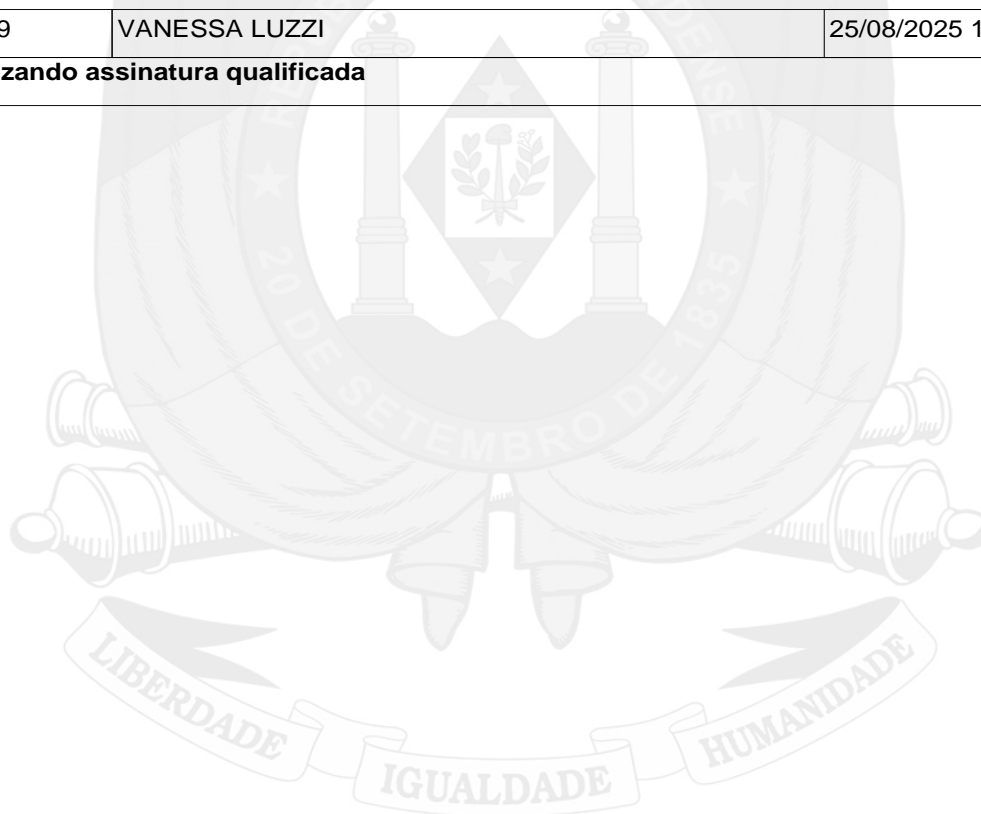 9 VANESSA LUZZI 25/08/2025 1
zando assinatura qualificada
20 DE SETEMBRO DE 1835
LIBERDADE IGUALDADE HUMANIDADE